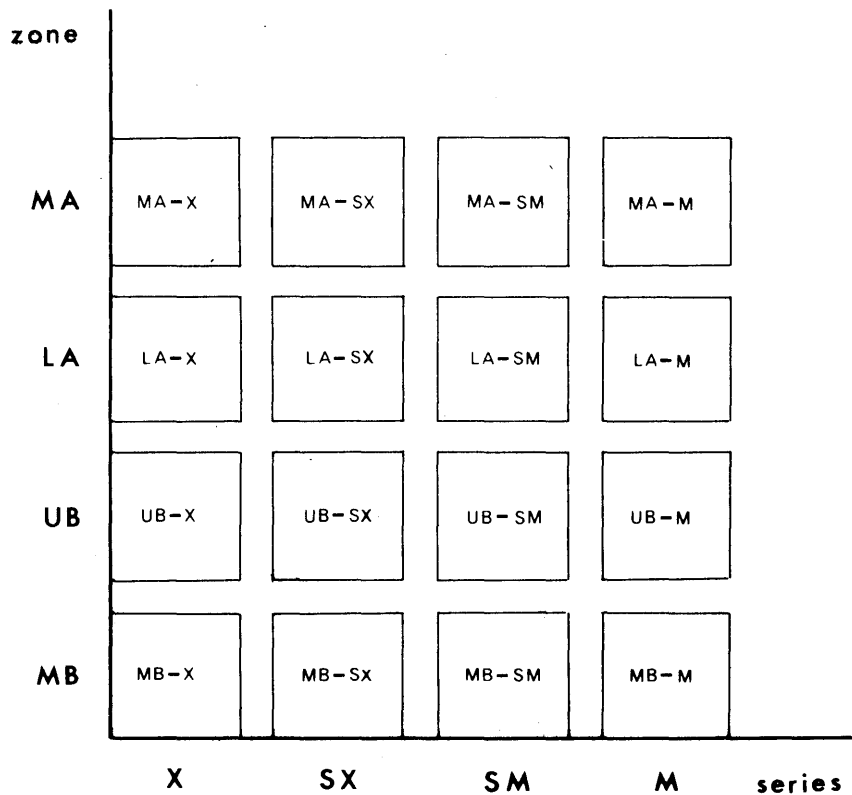 zone
MA MA-X MA-SX MA-SM MA-M
LA LA-X LA-SX LA-SM LA-M
UB UB-X UB-SX UB-SM UB-M
MB MB-X MB-SX MB-SM MB-M
X SX SM M series